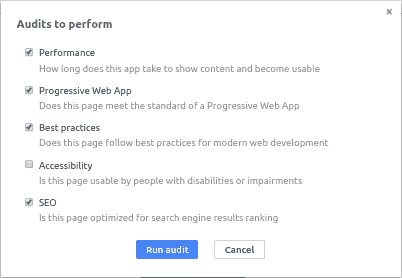 Audits to perform
Performance
How long does this app take to show content and become usable
Progressive Web App
Does this page meet the standard of a Progressive Web App
Best practices
Does this page follow best practices for modern web development
Accessibility
Is this page usable by people with disabilities or impairments
SEO
Is this page optimized for search engine results ranking
Run audit Cancel